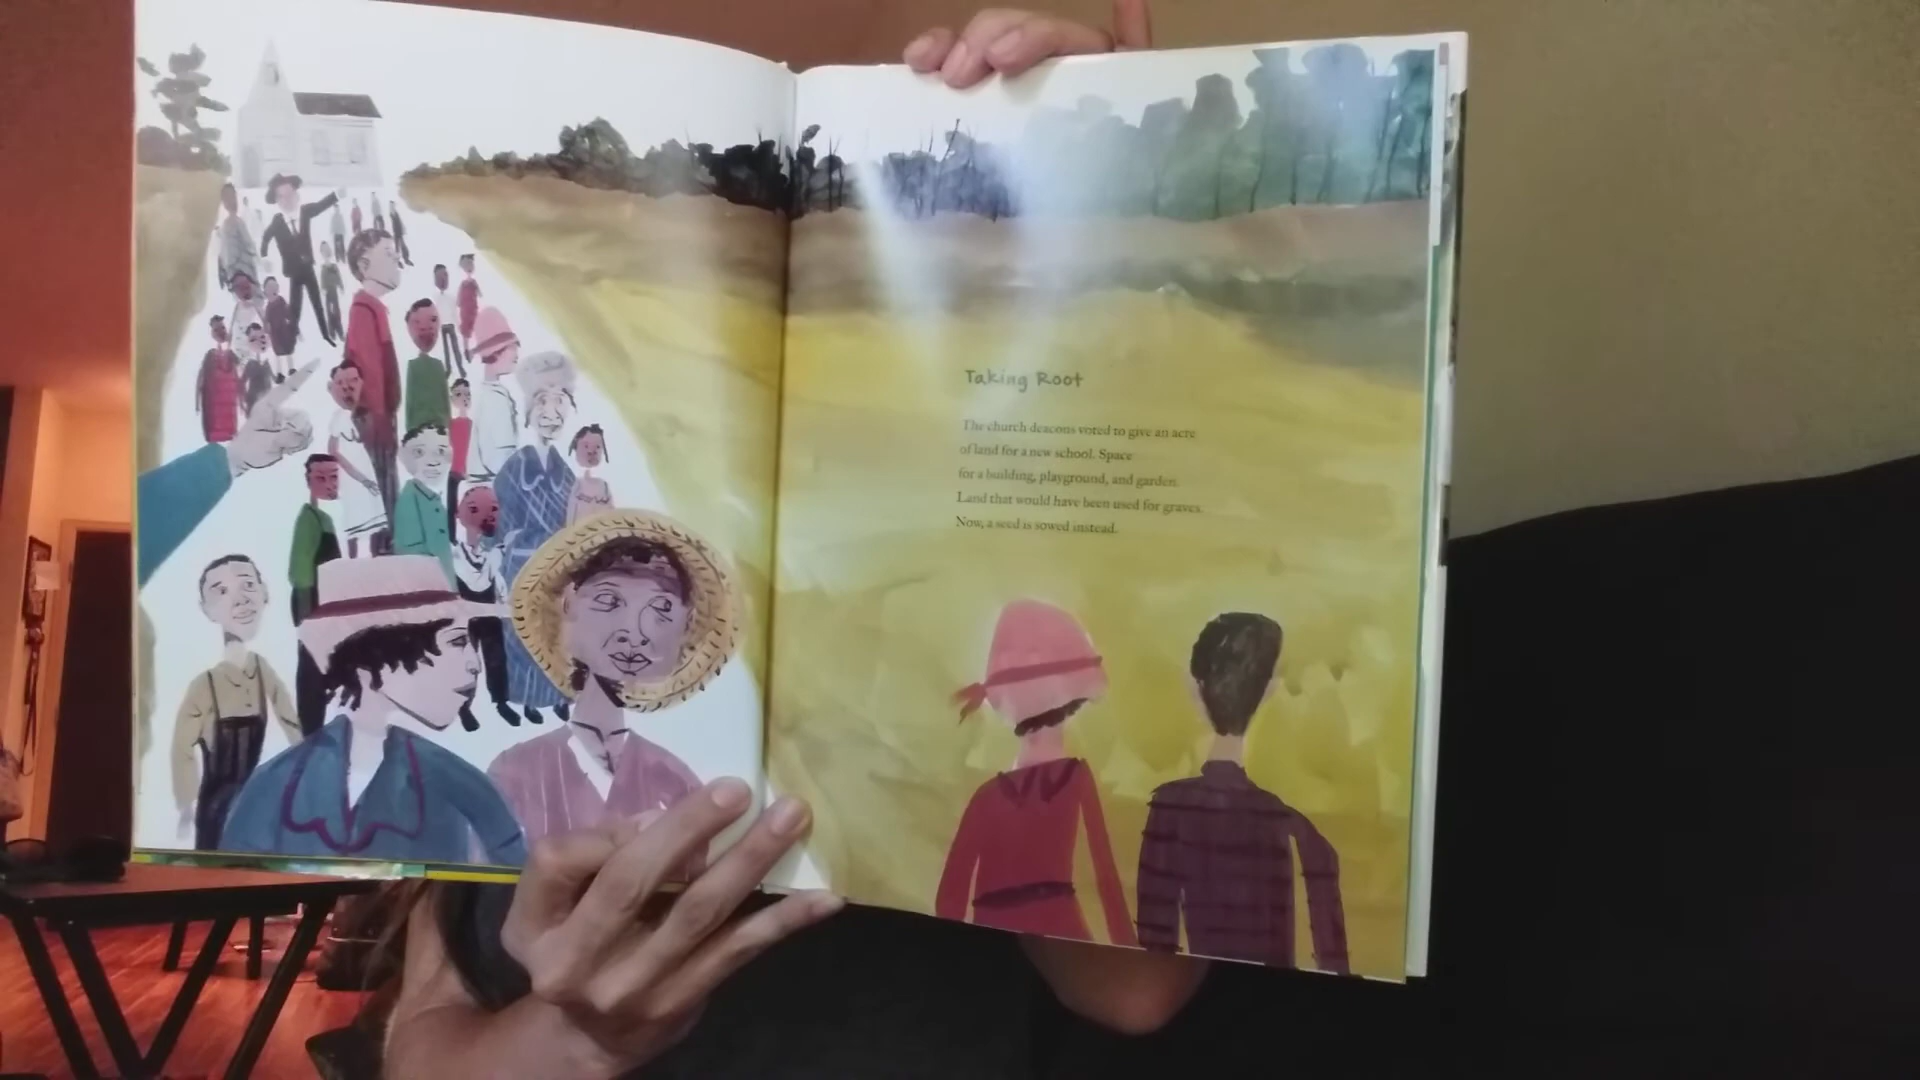 Taking Root
The church deacons voted to give an acre
of land for a new school. Space
for a building, playground, and garden.
Land that would have been used for graves.
Now, a seed is sowed instead.